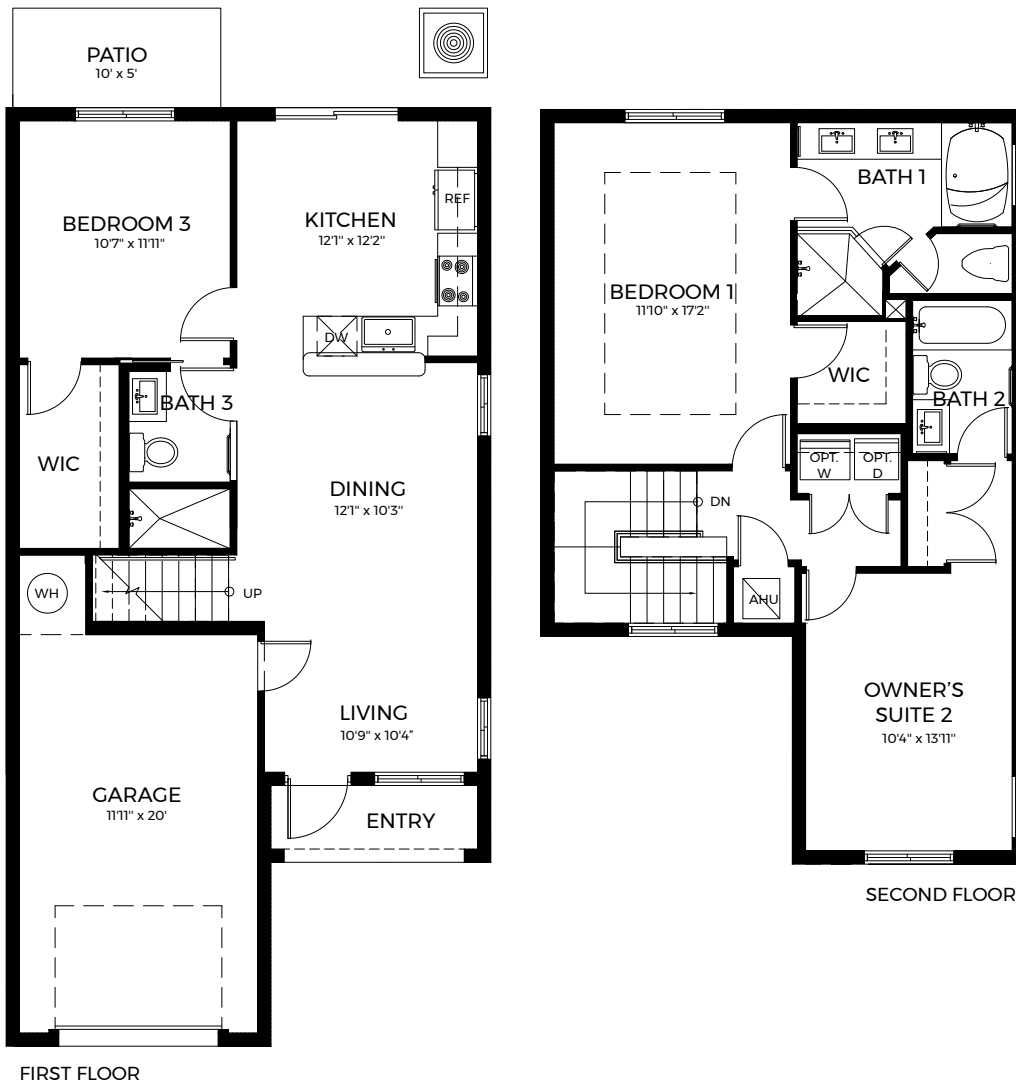 PATIO
10' x 5'
BEDROOM 3
10'7" x 11'11"
KITCHEN
12'1" x 12'2"
REF
DW
BATH 3
WIC
DINING
12'1" x 10'3"
WH
UP
LIVING
10'9" x 10'4"
GARAGE
11'11" x 20'
ENTRY
FIRST FLOOR
BATH 1
BEDROOM 1
11'10" x 17'2"
WIC
BATH 2
OPT.
W
OPT.
D
DN
AHU
OWNER'S
SUITE 2
10'4" x 13'11"
SECOND FLOOR